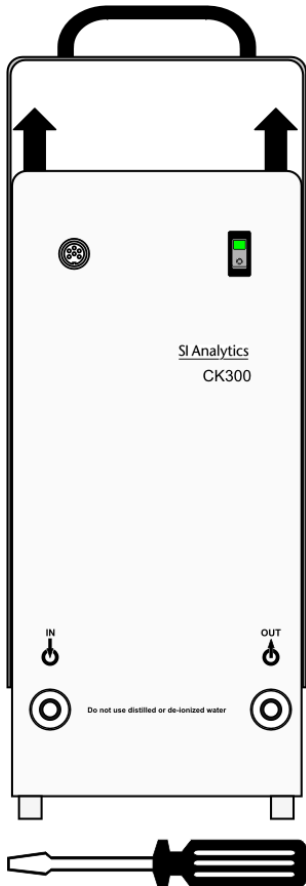 SI Analytics
CK300
IN
OUT
Do not use distilled or de-ionized water